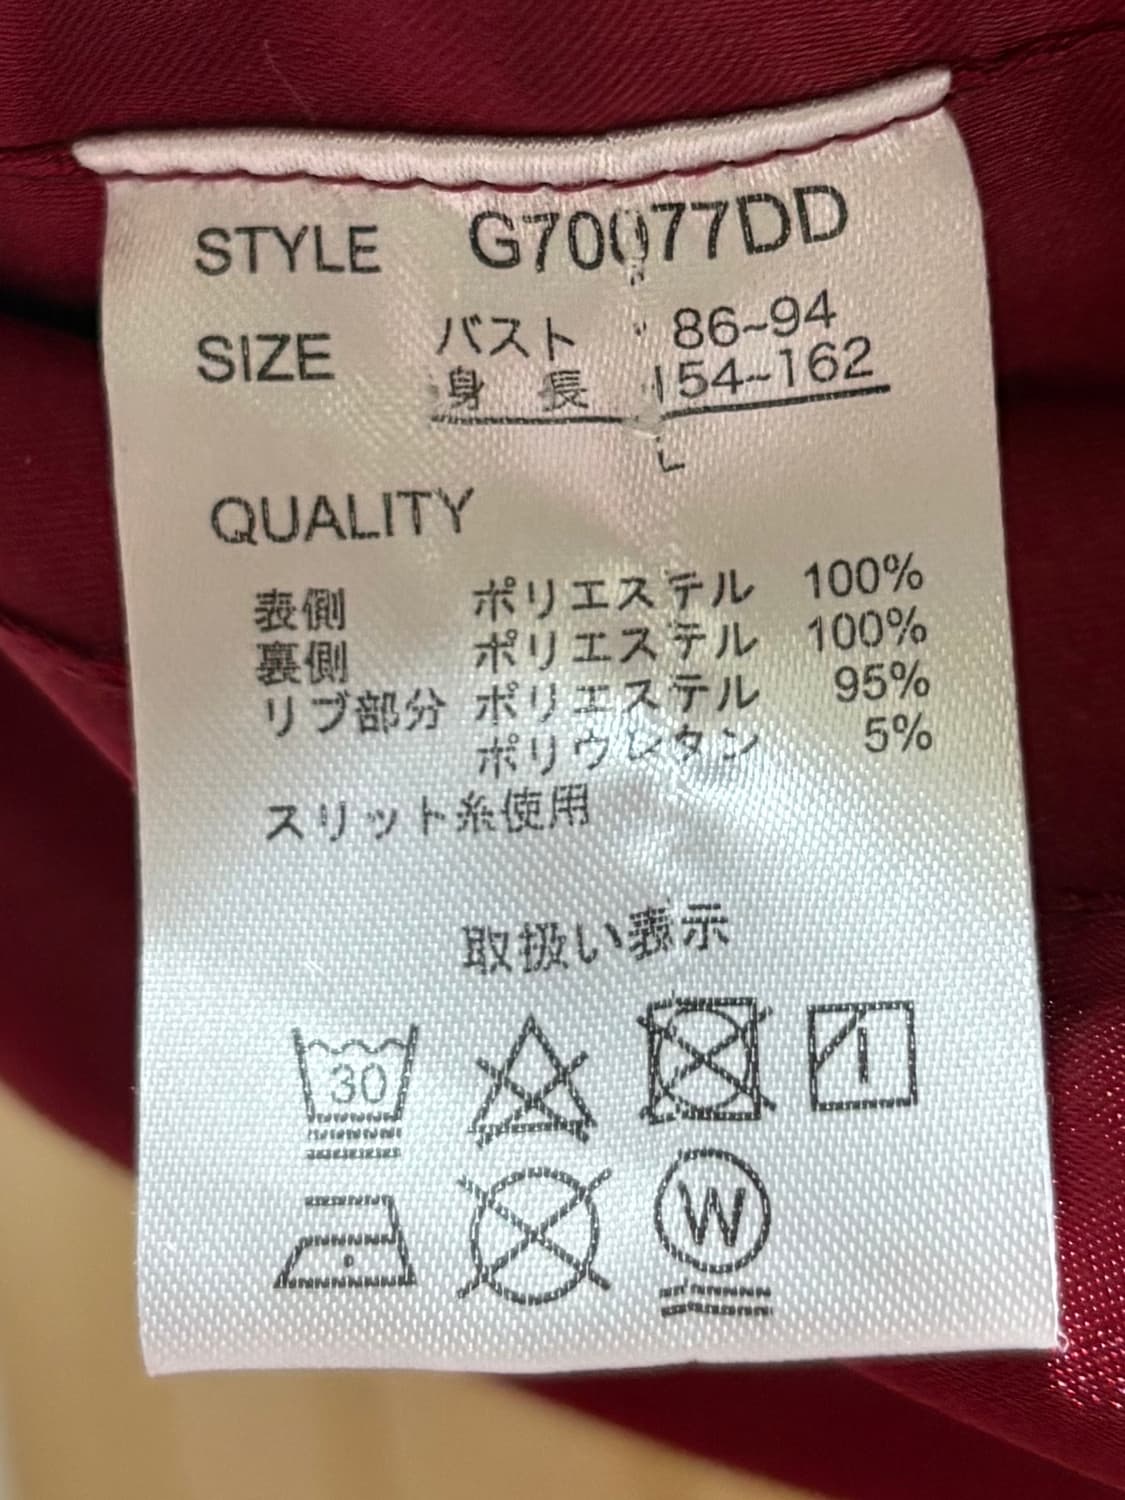 STYLE G70077DD
SIZE バスト 86~94
身長 154~162
L
QUALITY
表側 ポリエステル 100%
裏側 ポリエステル 100%
リブ部分 ポリエステル 95%
ポリウレタン 5%
スリット糸使用
取扱い表示
30
W